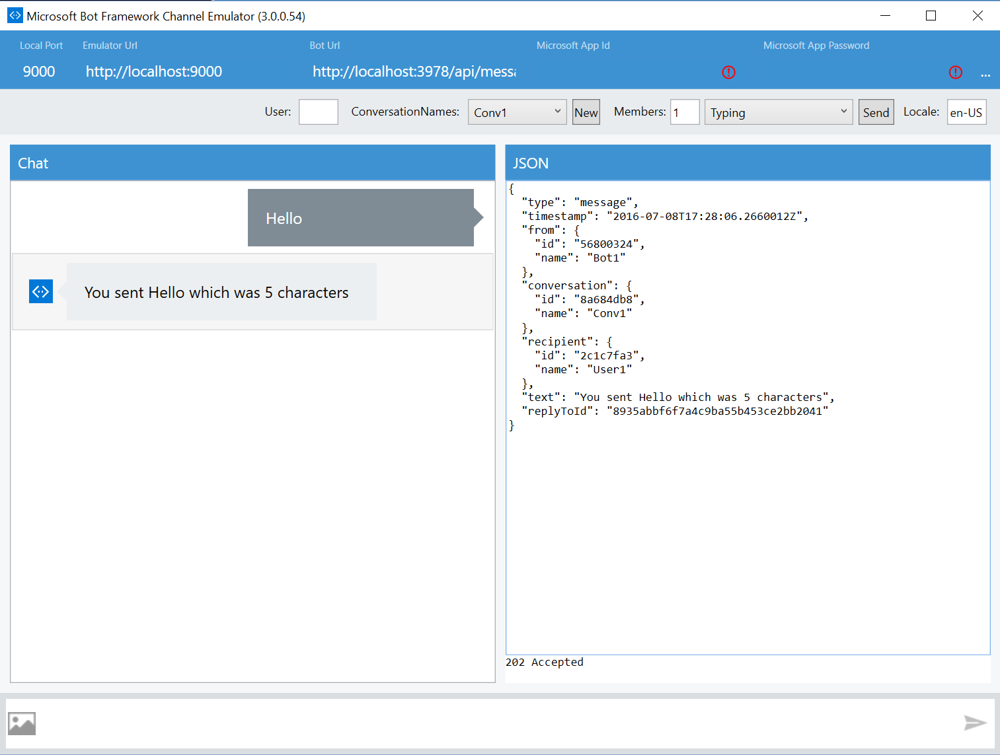 Microsoft Bot Framework Channel Emulator (3.0.0.54)
Local Port Emulator Url Bot Url Microsoft App Id Microsoft App Password
9000 http://localhost:9000 http://localhost:3978/api/messa ...
User: ConversationNames: Conv1 New Members: 1 Typing Send Locale: en-US
Chat
Hello
You sent Hello which was 5 characters
JSON
{
  "type": "message",
  "timestamp": "2016-07-08T17:28:06.2660012Z",
  "from": {
    "id": "56800324",
    "name": "Bot1"
  },
  "conversation": {
    "id": "8a684db8",
    "name": "Conv1"
  },
  "recipient": {
    "id": "2c1c7fa3",
    "name": "User1"
  },
  "text": "You sent Hello which was 5 characters",
  "replyToId": "8935abbf6f7a4c9ba55b453ce2bb2041"
}
202 Accepted